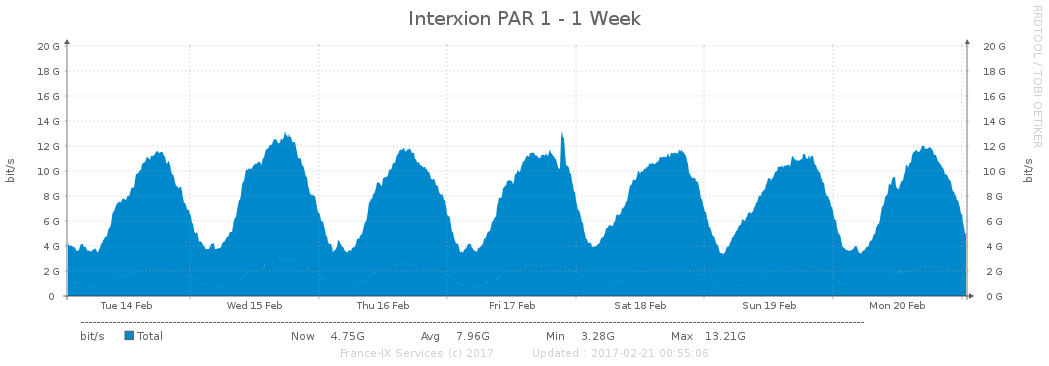 Interxion PAR 1 - 1 Week
RRDTOOL / TOBI OETIKER
bit/s
20 G 20 G
18 G 18 G
16 G 16 G
14 G 14 G
12 G 12 G
10 G 10 G
8 G 8 G
6 G 6 G
4 G 4 G
2 G 2 G
0 0 G
bit/s
Tue 14 Feb Wed 15 Feb Thu 16 Feb Fri 17 Feb Sat 18 Feb Sun 19 Feb Mon 20 Feb
bit/s Total Now 4.75G Avg 7.96G Min 3.28G Max 13.21G
France-IX Services (c) 2017 Updated : 2017-02-21 00:55:06